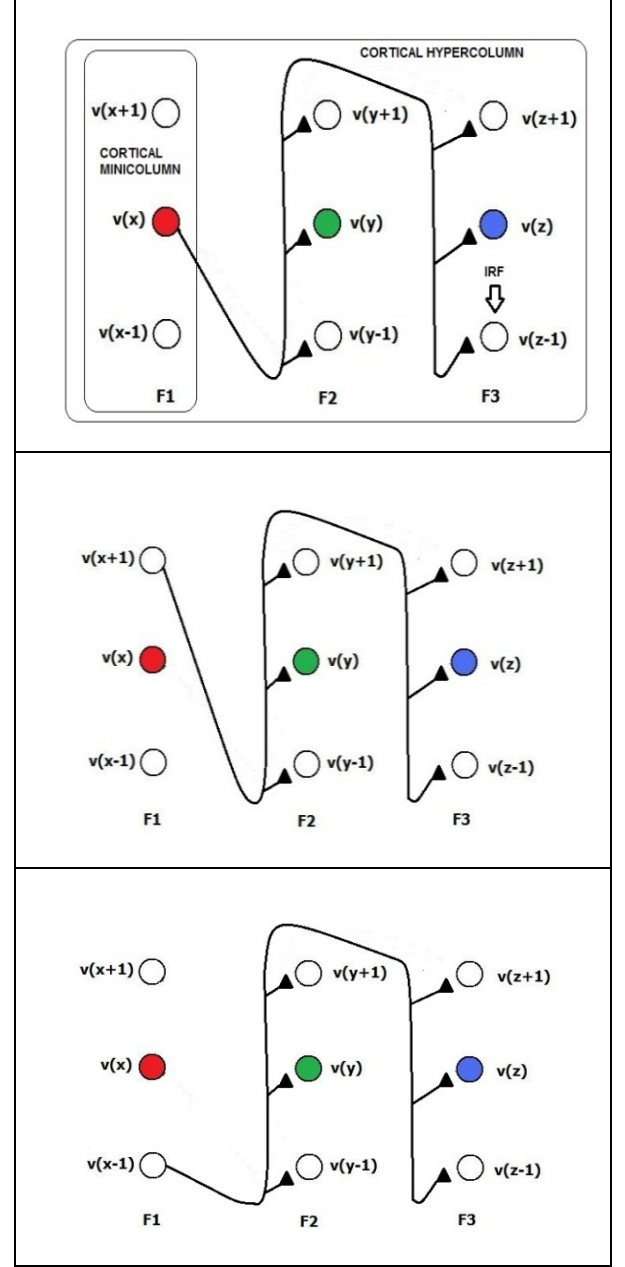 CORTICAL HYPERCOLUMN
v(x+1) v(y+1) v(z+1)
CORTICAL
MINICOLUMN
v(x) v(y) v(z)
IRF
v(x-1) v(y-1) v(z-1)
F1 F2 F3
v(x+1) v(y+1) v(z+1)
v(x) v(y) v(z)
v(x-1) v(y-1) v(z-1)
F1 F2 F3
v(x+1) v(y+1) v(z+1)
v(x) v(y) v(z)
v(x-1) v(y-1) v(z-1)
F1 F2 F3